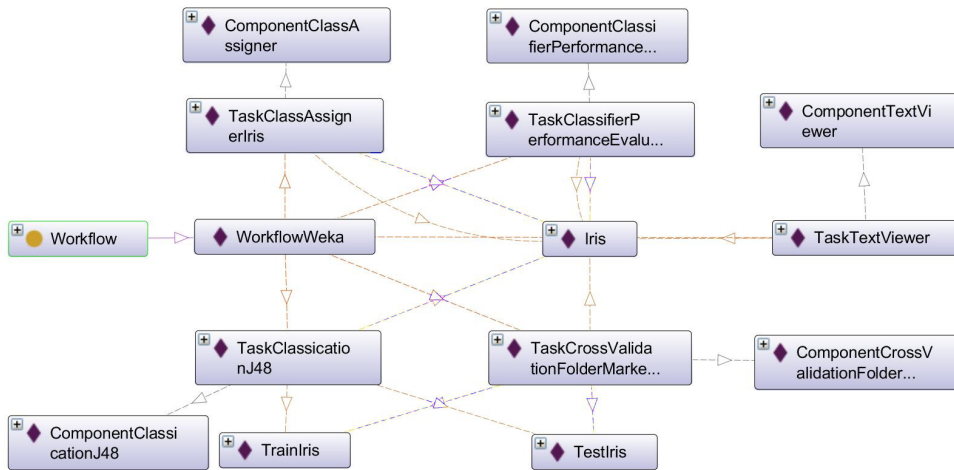 ComponentClassA
ssigner
ComponentClassi
fierPerformance...
TaskClassAssign
erIris
TaskClassifierP
erformanceEvalu...
ComponentTextVi
ewer
Workflow
WorkflowWeka
Iris
TaskTextViewer
TaskClassicatio
nJ48
TaskCrossValida
tionFolderMarke...
ComponentCrossV
alidationFolder...
ComponentClassi
cationJ48
TrainIris
TestIris